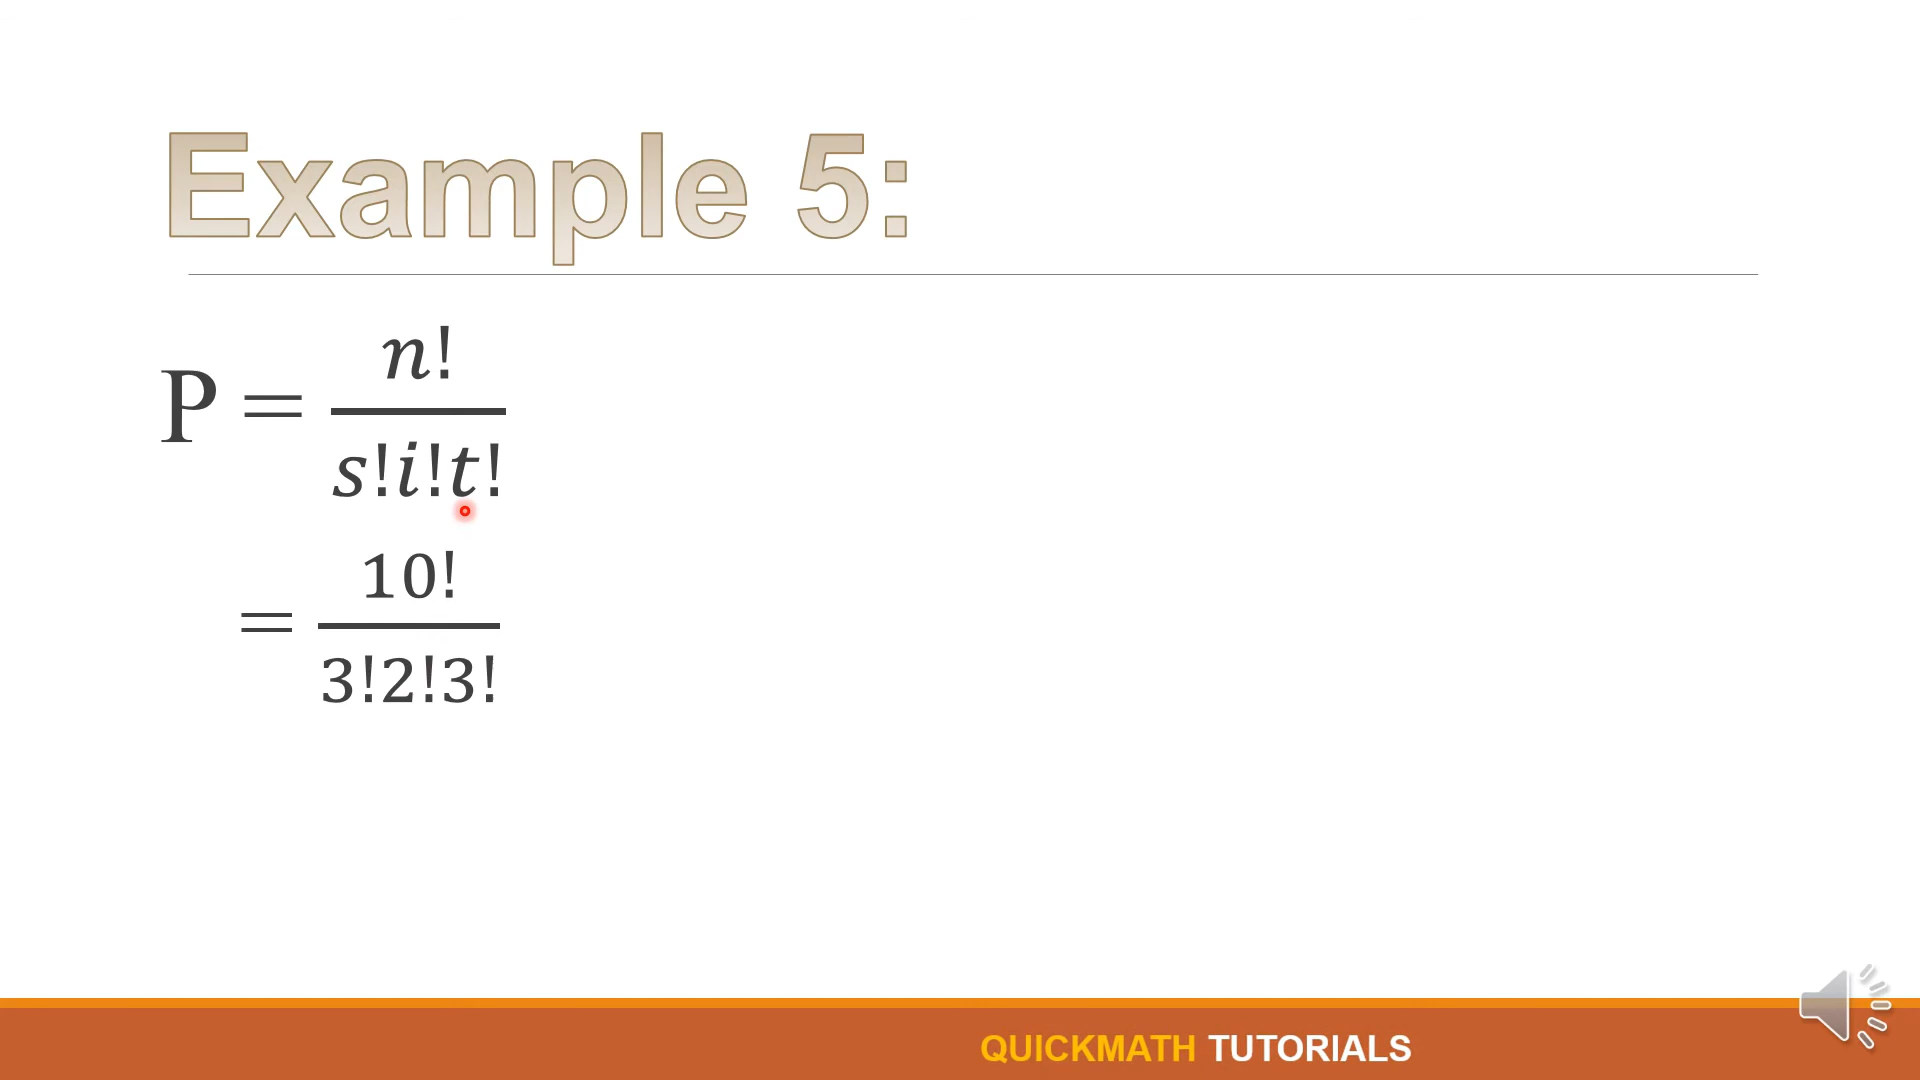 Example 5:
P = n!/s!i!t!
= 10!/3!2!3!
QUICKMATH TUTORIALS